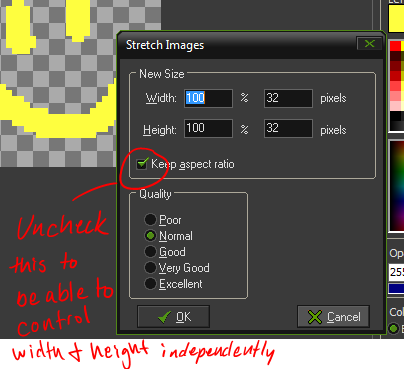 Stretch Images
New Size
Width: 100 % 32 pixels
Height: 100 % 32 pixels
Keep aspect ratio
Quality
Poor
Normal
Good
Very Good
Excellent
OK Cancel
Uncheck
this to
be able to
control
width & height independently
Op
255
Col